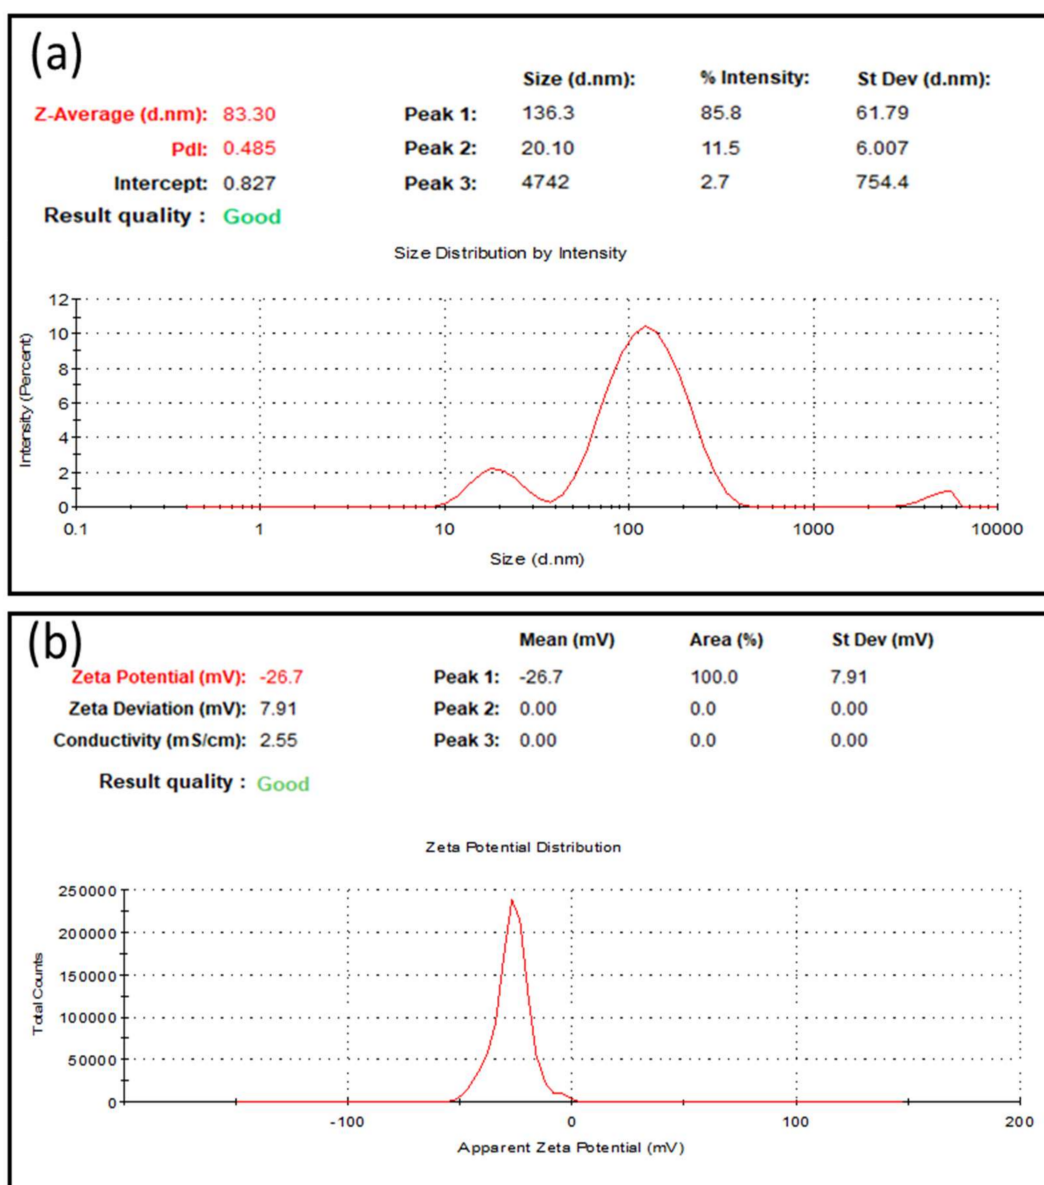 (a)
Size (d.nm): % Intensity: St Dev (d.nm):
Z-Average (d.nm): 83.30 Peak 1: 136.3 85.8 61.79
PdI: 0.485 Peak 2: 20.10 11.5 6.007
Intercept: 0.827 Peak 3: 4742 2.7 754.4
Result quality : Good
Size Distribution by Intensity
Intensity (Percent)
12
10
8
6
4
2
0
0.1 1 10 100 1000 10000
Size (d.nm)
(b)
Mean (mV) Area (%) St Dev (mV)
Zeta Potential (mV): -26.7 Peak 1: -26.7 100.0 7.91
Zeta Deviation (mV): 7.91 Peak 2: 0.00 0.0 0.00
Conductivity (mS/cm): 2.55 Peak 3: 0.00 0.0 0.00
Result quality : Good
Zeta Potential Distribution
Total Counts
250000
200000
150000
100000
50000
0
-100 0 100 200
Apparent Zeta Potential (mV)